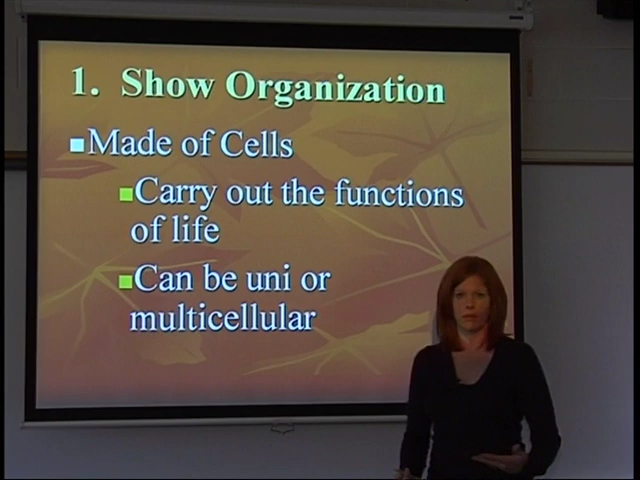 1. Show Organization
Made of Cells
Carry out the functions
of life
Can be uni or
multicellular